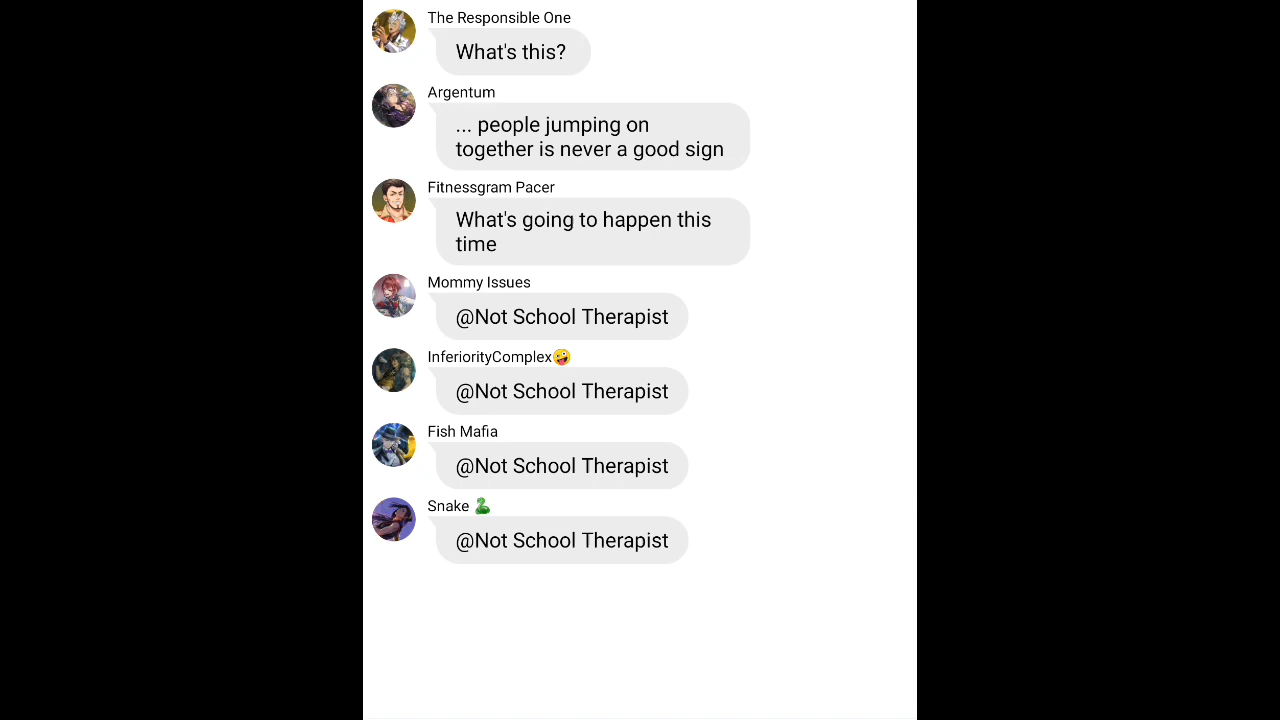 The Responsible One
What's this?
Argentum
... people jumping on
together is never a good sign
Fitnessgram Pacer
What's going to happen this
time
Mommy Issues
@Not School Therapist
InferiorityComplex🤪
@Not School Therapist
Fish Mafia
@Not School Therapist
Snake 🐍
@Not School Therapist